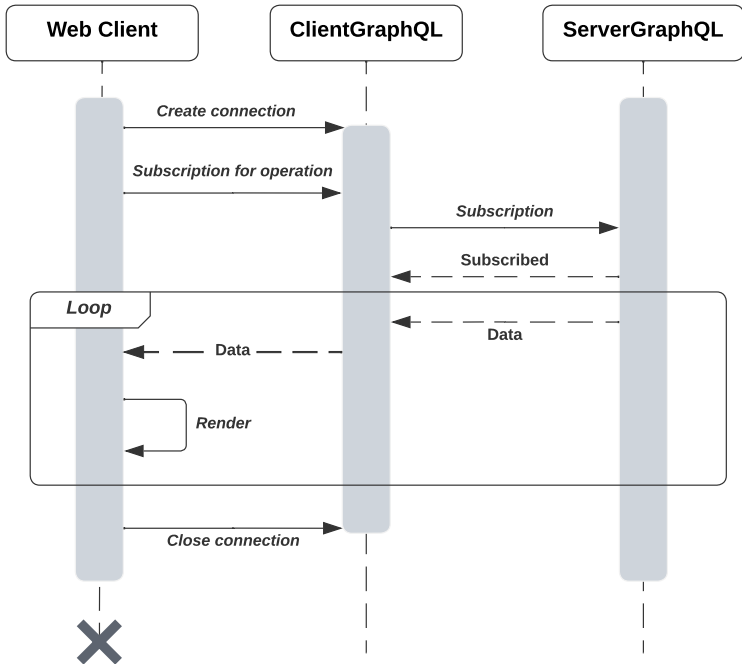 Web Client
ClientGraphQL
ServerGraphQL
Create connection
Subscription for operation
Subscription
Subscribed
Loop
Data
Data
Render
Close connection